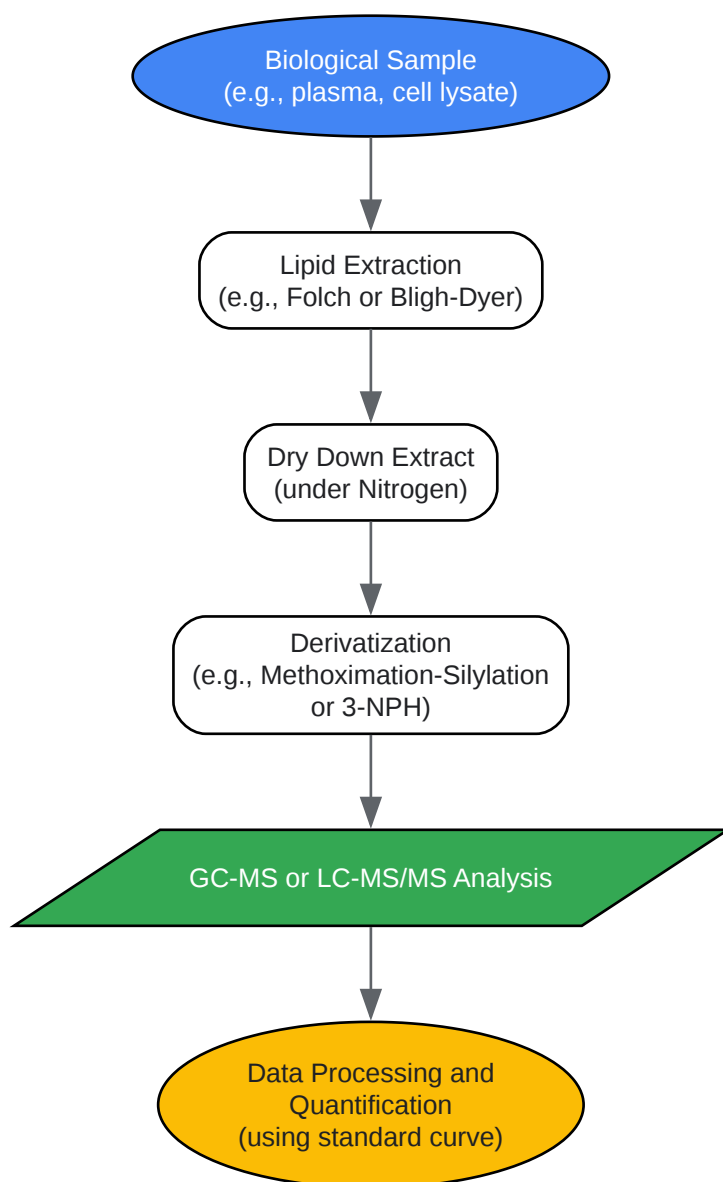 Biological Sample
(e.g., plasma, cell lysate)
Lipid Extraction
(e.g., Folch or Bligh-Dyer)
Dry Down Extract
(under Nitrogen)
Derivatization
(e.g., Methoximation-Silylation
or 3-NPH)
GC-MS or LC-MS/MS Analysis
Data Processing and
Quantification
(using standard curve)